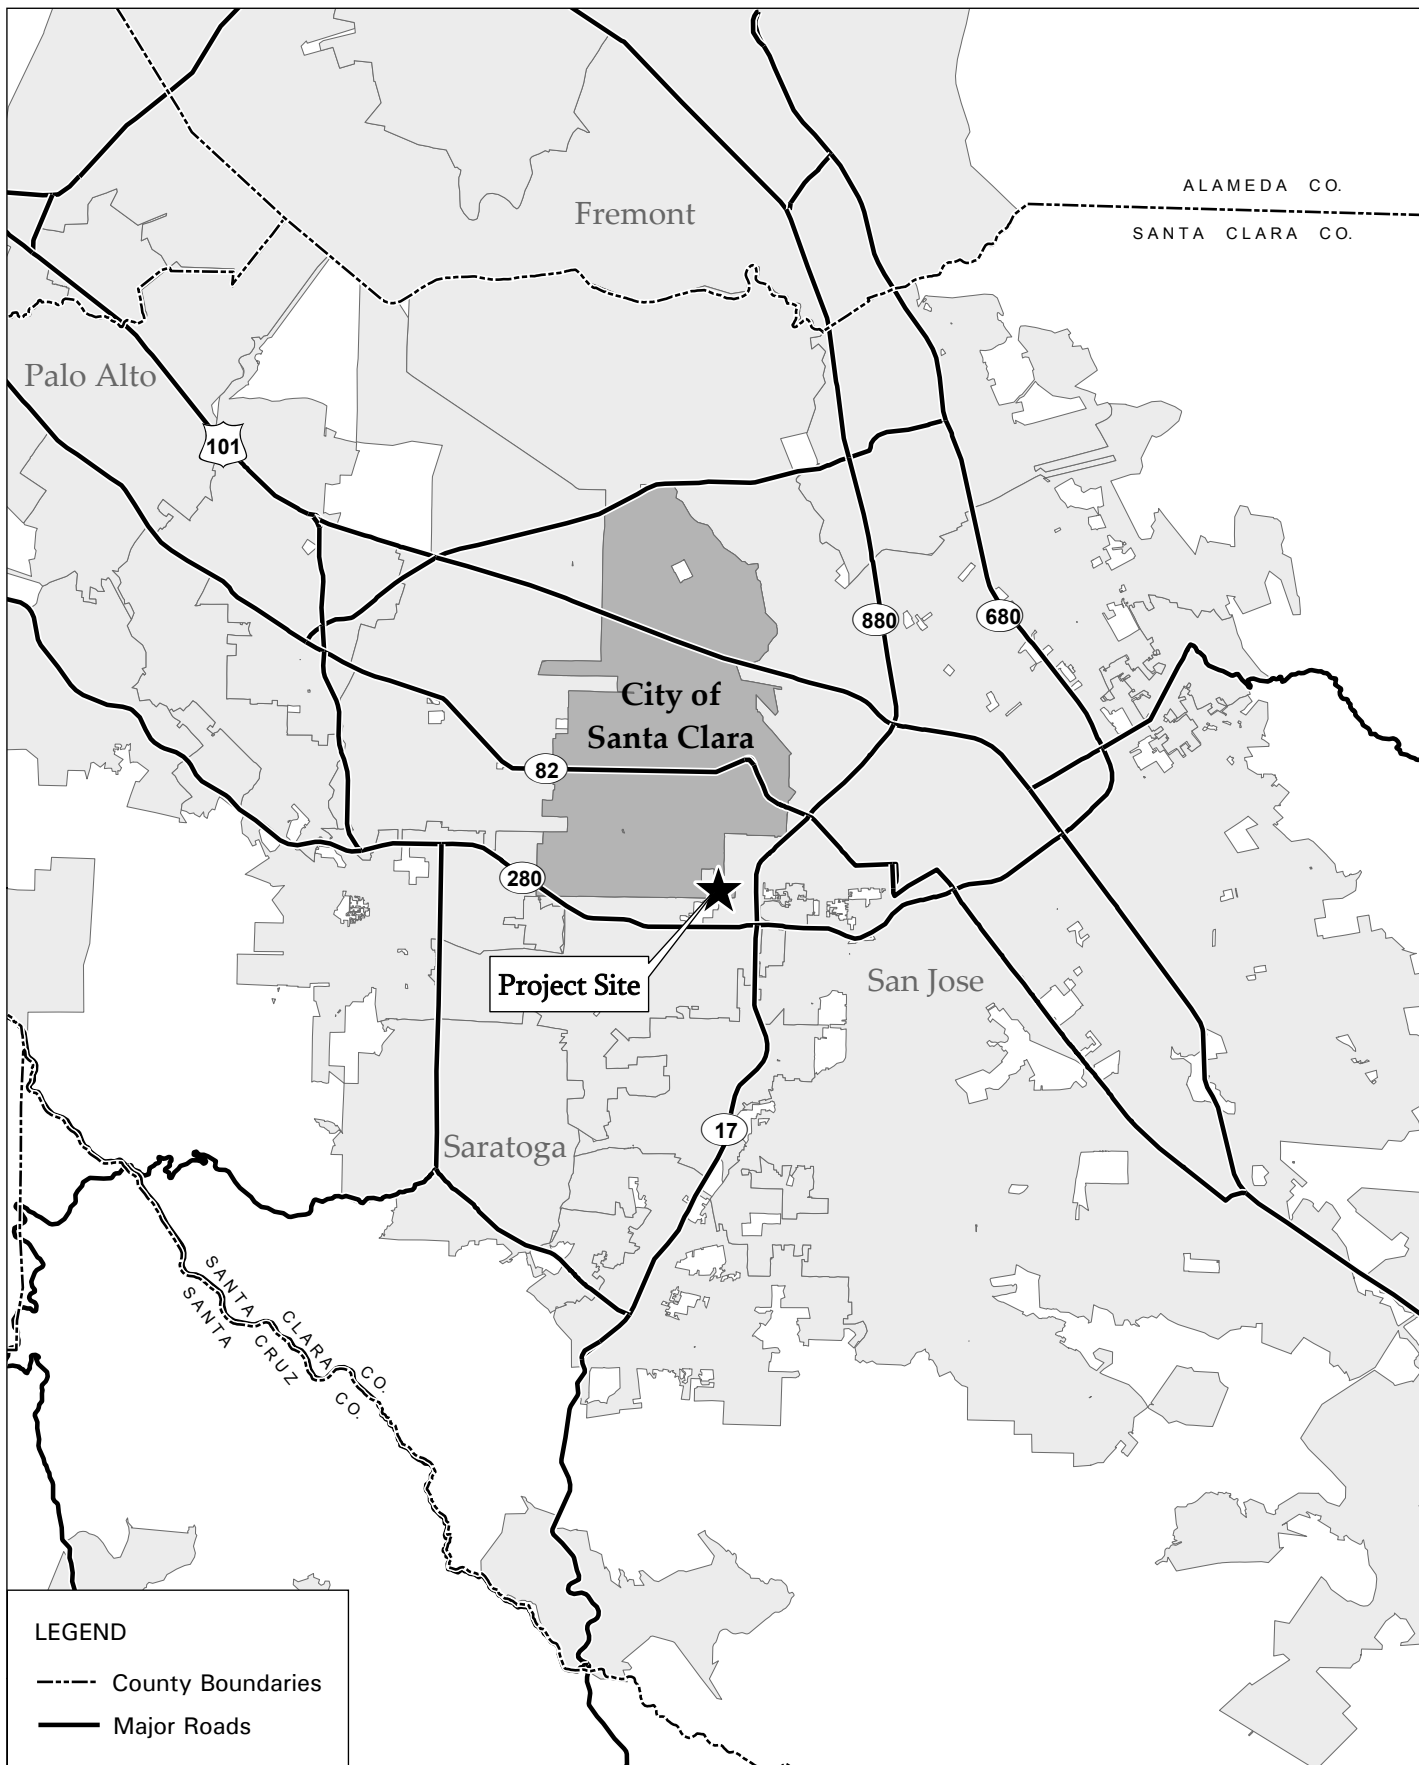 ALAMEDA CO.
Fremont
SANTA CLARA CO.
Palo Alto
101
880
680
City of
Santa Clara
82
280
Project Site
San Jose
17
Saratoga
SANTA CLARA CO.
SANTA CRUZ CO.
LEGEND
County Boundaries
Major Roads